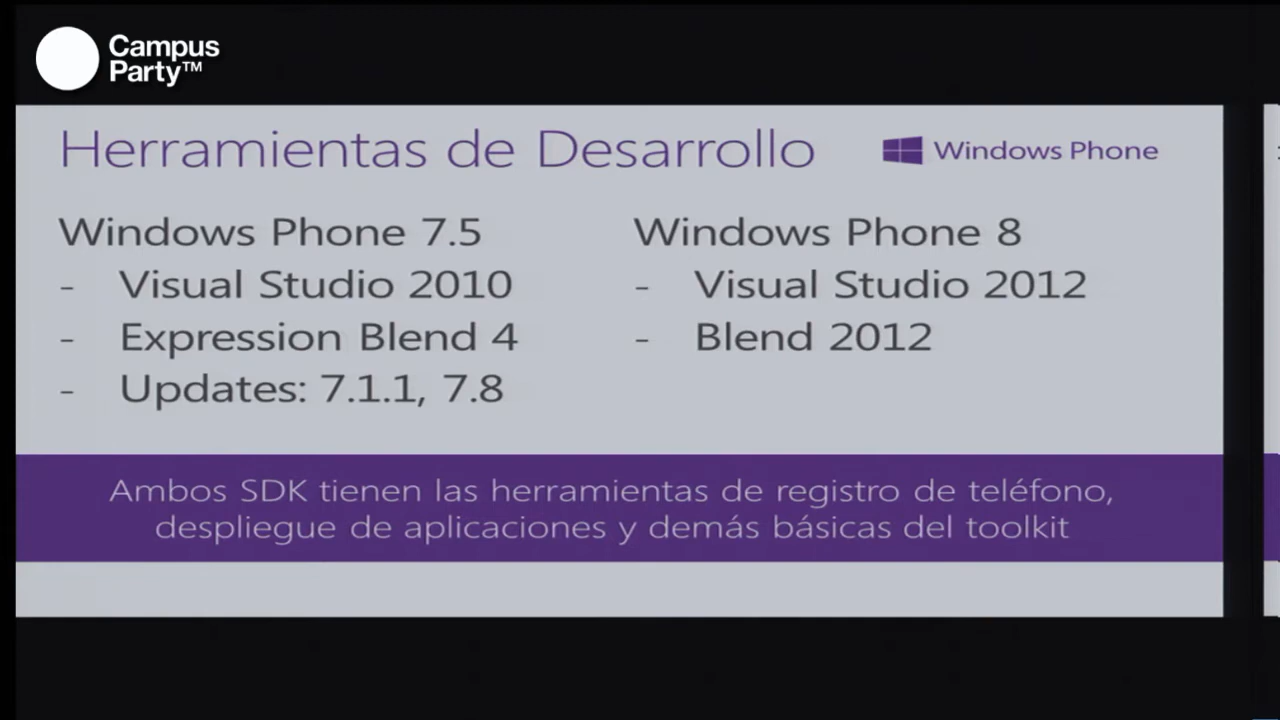 Campus
Party™
Herramientas de Desarrollo
Windows Phone
Windows Phone 7.5
- Visual Studio 2010
- Expression Blend 4
- Updates: 7.1.1, 7.8
Windows Phone 8
- Visual Studio 2012
- Blend 2012
Ambos SDK tienen las herramientas de registro de teléfono,
despliegue de aplicaciones y demás básicas del toolkit